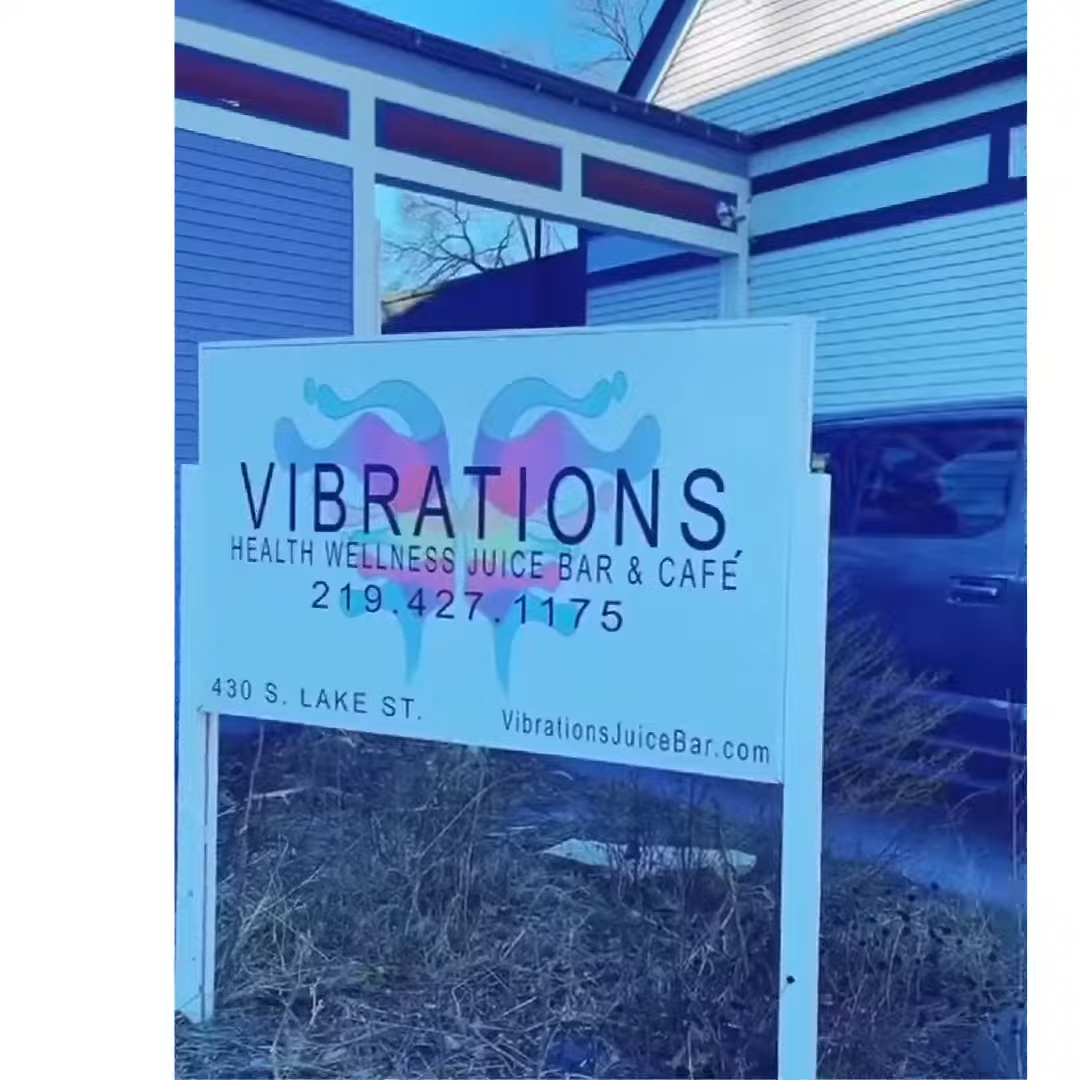 VIBRATIONS
HEALTH WELLNESS JUICE BAR & CAFÉ
219.427.1175
430 S. LAKE ST.
VibrationsJuiceBar.com